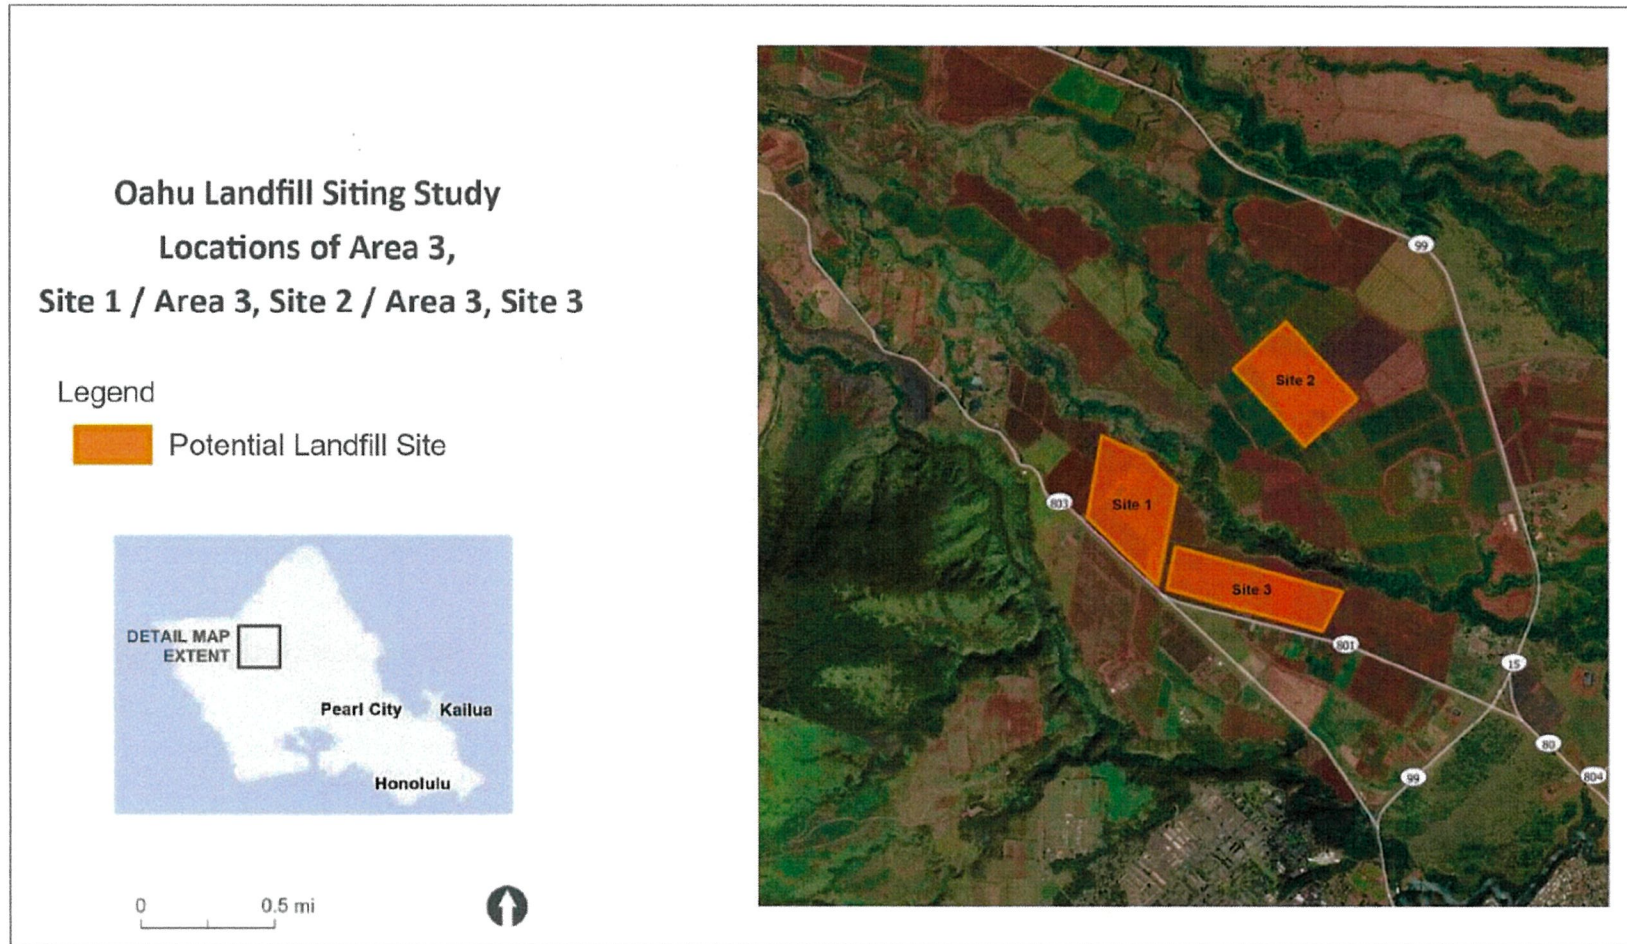 Oahu Landfill Siting Study
Locations of Area 3,
Site 1 / Area 3, Site 2 / Area 3, Site 3
Legend
Potential Landfill Site
DETAIL MAP
EXTENT
Pearl City
Kailua
Honolulu
0
0.5 mi
99
Site 2
803
Site 1
Site 3
801
15
80
99
804